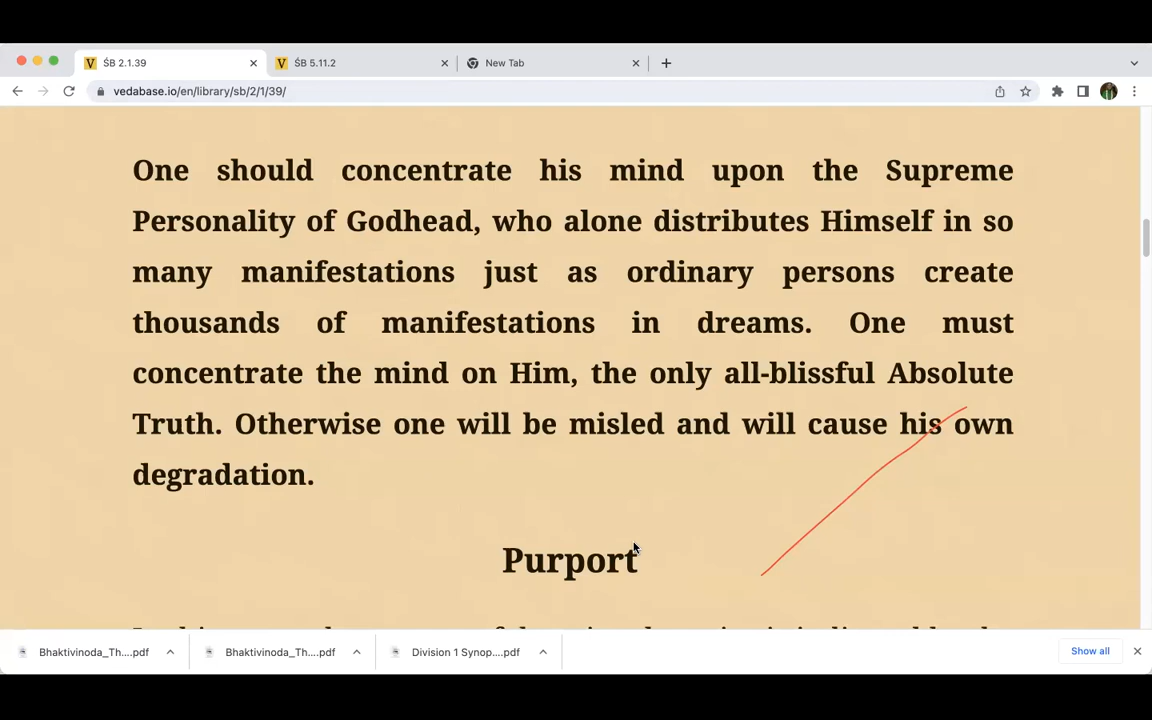 ŚB 2.1.39
ŚB 5.11.2
New Tab
vedabase.io/en/library/sb/2/1/39/
One should concentrate his mind upon the Supreme
Personality of Godhead, who alone distributes Himself in so
many manifestations just as ordinary persons create
thousands of manifestations in dreams. One must
concentrate the mind on Him, the only all-blissful Absolute
Truth. Otherwise one will be misled and will cause his own
degradation.
Purport
Bhaktivinoda_Th....pdf
Bhaktivinoda_Th....pdf
Division 1 Synop....pdf
Show all